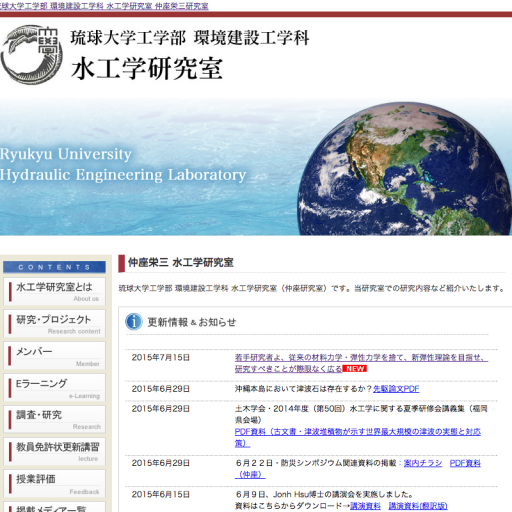 琉球大学工学部 環境建設工学科 水工学研究室 仲座栄三研究室
琉球大学工学部 環境建設工学科
水工学研究室
Ryukyu University
Hydraulic Engineering Laboratory
CONTENTS
水工学研究室とは
About us
研究・プロジェクト
Research content
メンバー
Member
Eラーニング
e-Learning
調査・研究
Research
教員免許状更新講習
lecture
授業評価
Feedback
掲載メディア一覧
仲座栄三 水工学研究室
琉球大学工学部 環境建設工学科 水工学研究室（仲座研究室）です。当研究室での研究内容など紹介いたします。
更新情報 & お知らせ
2015年7月15日
若手研究者よ、従来の材料力学・弾性力学を捨て、新弾性理論を目指せ、
研究すべきことが際限なく広る NEW
2015年6月29日
沖縄本島において津波石は存在するか？先駆論文PDF
2015年6月29日
土木学会・2014年度（第50回）水工学に関する夏季研修会講義集（福岡
県会場）
PDF資料（古文書・津波堆積物が示す世界最大規模の津波の実態と対応
策）
2015年6月29日
６月２２日・防災シンポジウム関連資料の掲載：案内チラシ PDF資料
（仲座）
2015年6月15日
６月９日、Jonh Hsu博士の講演会を実施しました。
資料はこちらからダウンロード→講演資料 講演資料(翻訳版)